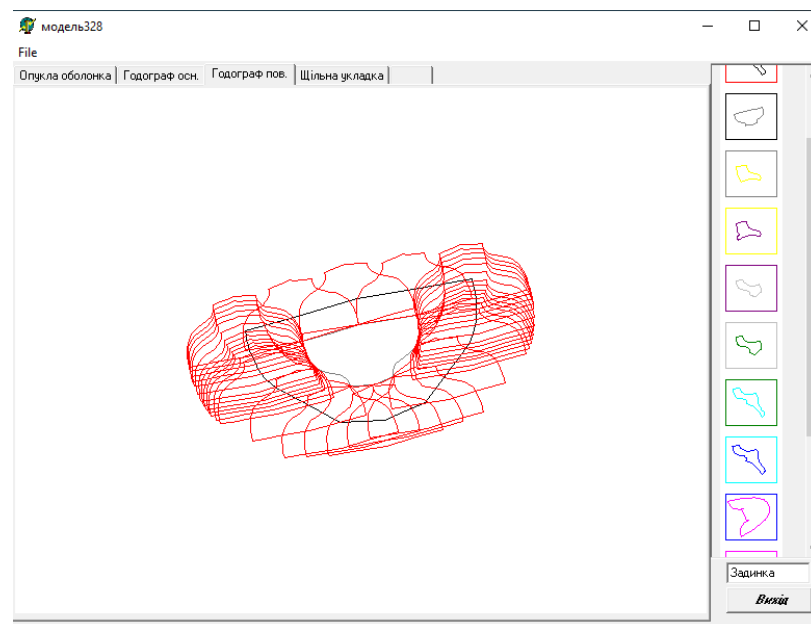 модель328
File
Опукла оболонка Годограф осн. Годограф пов. Щільна укладка
Задинка
Вихід